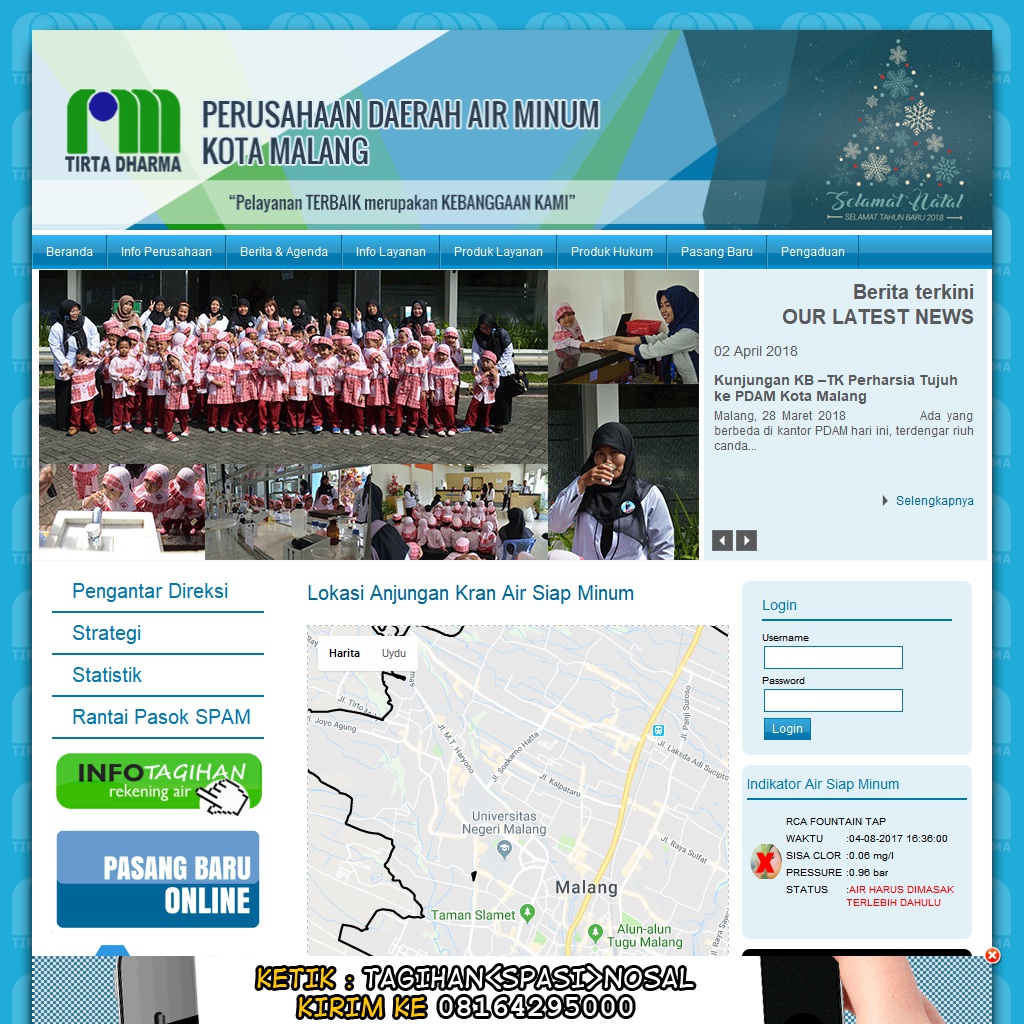 TIRTA DHARMA
PERUSAHAAN DAERAH AIR MINUM
KOTA MALANG
“Pelayanan TERBAIK merupakan KEBANGGAAN KAMI”
Selamat Natal
SELAMAT TAHUN BARU 2018
Beranda
Info Perusahaan
Berita & Agenda
Info Layanan
Produk Layanan
Produk Hukum
Pasang Baru
Pengaduan
Berita terkini
OUR LATEST NEWS
02 April 2018
Kunjungan KB –TK Perharsia Tujuh
ke PDAM Kota Malang
Malang, 28 Maret 2018 Ada yang
berbeda di kantor PDAM hari ini, terdengar riuh
canda...
Selengkapnya
Pengantar Direksi
Strategi
Statistik
Rantai Pasok SPAM
INFOTAGIHAN
rekening air
PASANG BARU
ONLINE
Lokasi Anjungan Kran Air Siap Minum
Harita
Uydu
Jl. Tirto
Jl. Joyo Agung
Jl. M.T. Haryono
Jl. Soekarno Hatta
Jl. Kalpataru
Jl. Panji Suroso
Jl. Laksda Adi Sucipto
Universitas
Negeri Malang
Jl. Raya Sulfat
Malang
Taman Slamet
Alun-alun
Tugu Malang
Jl. Raya Sawo
Login
Username
Password
Login
Indikator Air Siap Minum
RCA FOUNTAIN TAP
WAKTU :04-08-2017 16:36:00
SISA CLOR :0.06 mg/l
PRESSURE :0.96 bar
STATUS :AIR HARUS DIMASAK
TERLEBIH DAHULU
KETIK : TAGIHAN<SPASI>NOSAL
KIRIM KE 08164295000